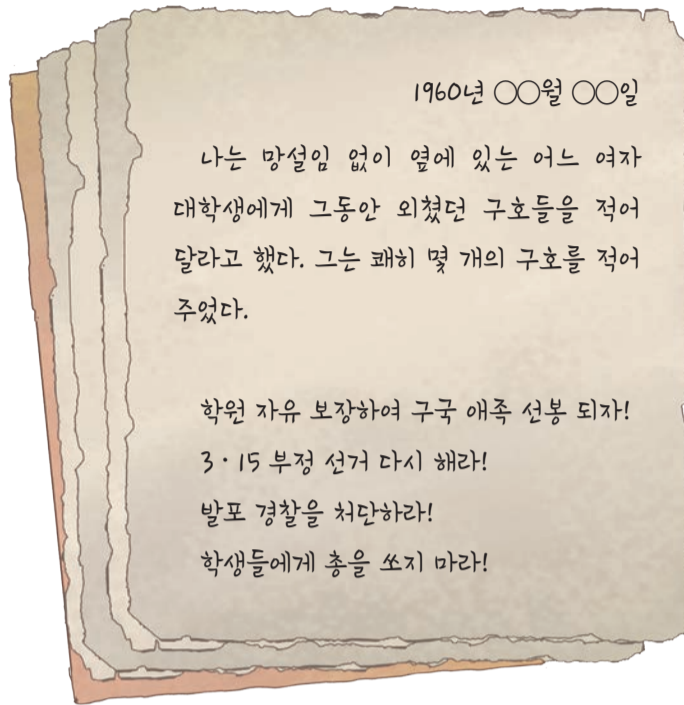 1960년 ○○월 ○○일
나는 망설임 없이 옆에 있는 어느 여자
대학생에게 그동안 외쳤던 구호들을 적어
달라고 했다. 그는 쾌히 몇 개의 구호를 적어
주었다.
학원 자유 보장하여 구국 애족 선봉 되자!
3·15 부정 선거 다시 해라!
발포 경찰을 처단하라!
학생들에게 총을 쏘지 마라!